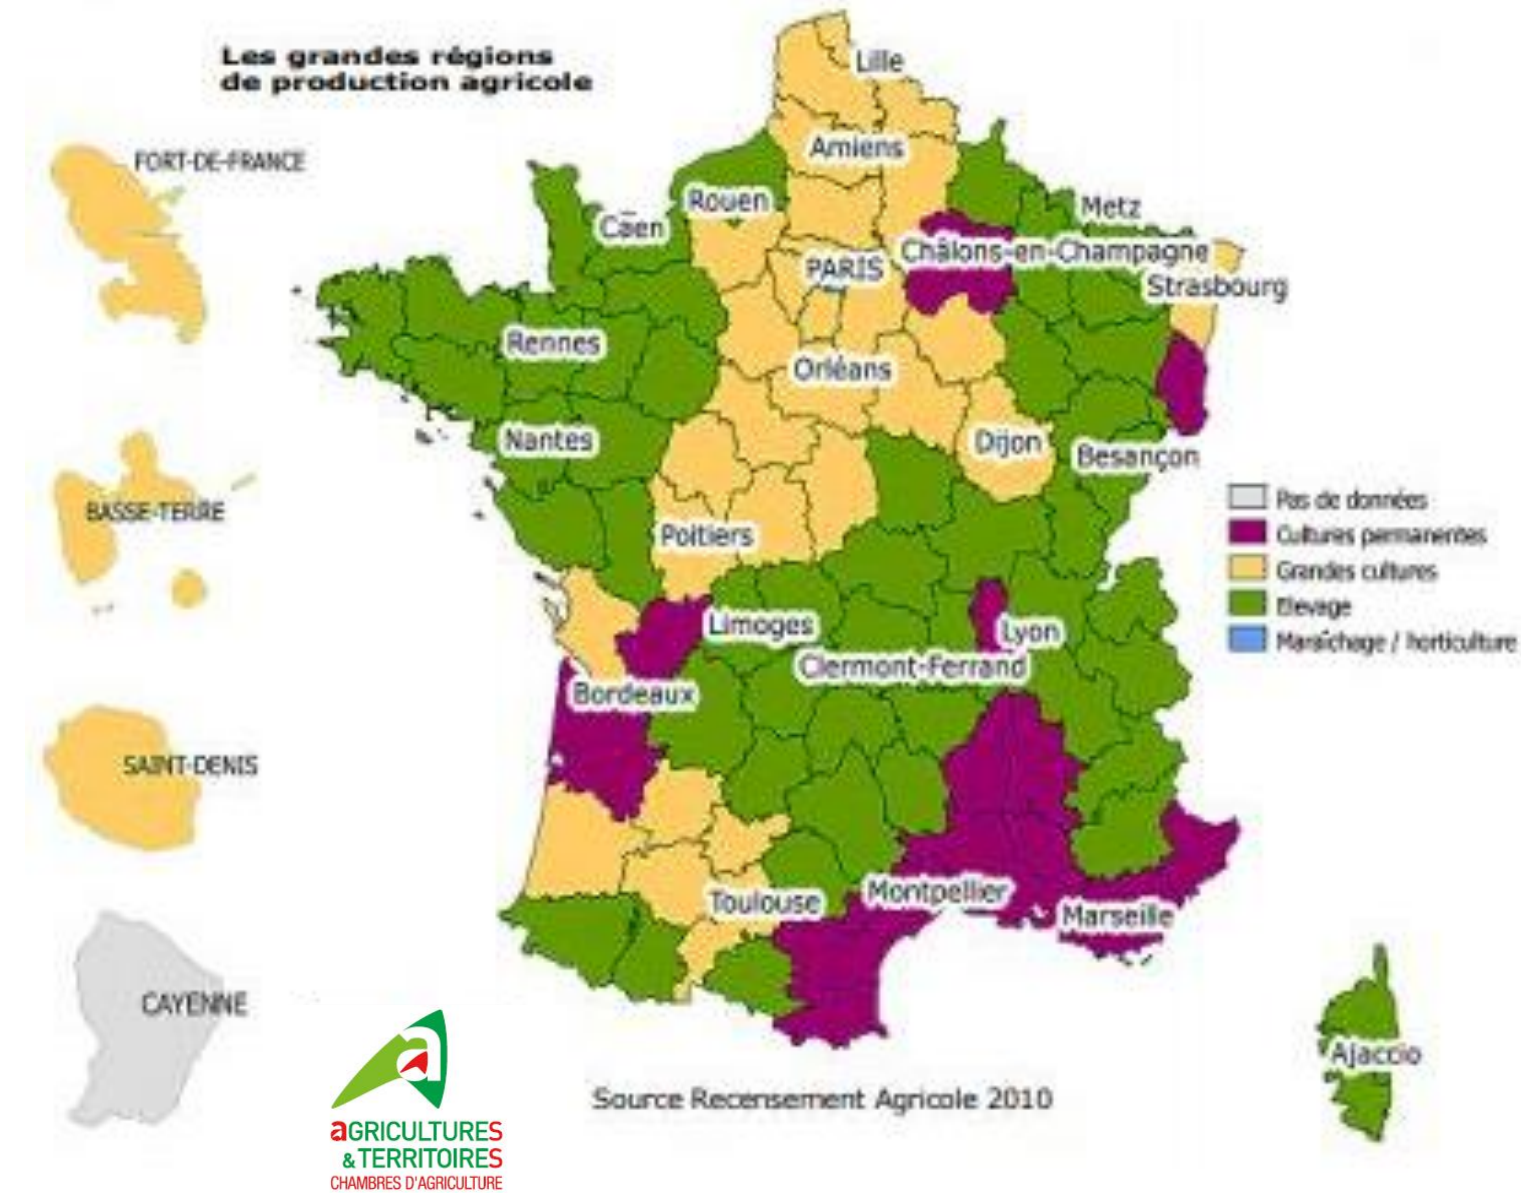 Les grandes régions
de production agricole
Lille
FORT-DE-FRANCE
Amiens
Rouen
Metz
Caen
Châlons-en-Champagne
PARIS
Strasbourg
Rennes
Orléans
Nantes
Dijon
Besançon
BASSE-TERRE
Pas de données
Cultures permanentes
Grandes cultures
Elevage
Maraîchage / horticulture
Poitiers
Limoges
Lyon
Clermont-Ferrand
Bordeaux
SAINT-DENIS
Toulouse
Montpellier
Marseille
CAYENNE
Ajaccio
Source Recensement Agricole 2010
a
aGRICULTURES
&TERRITOIRES
CHAMBRES D'AGRICULTURE